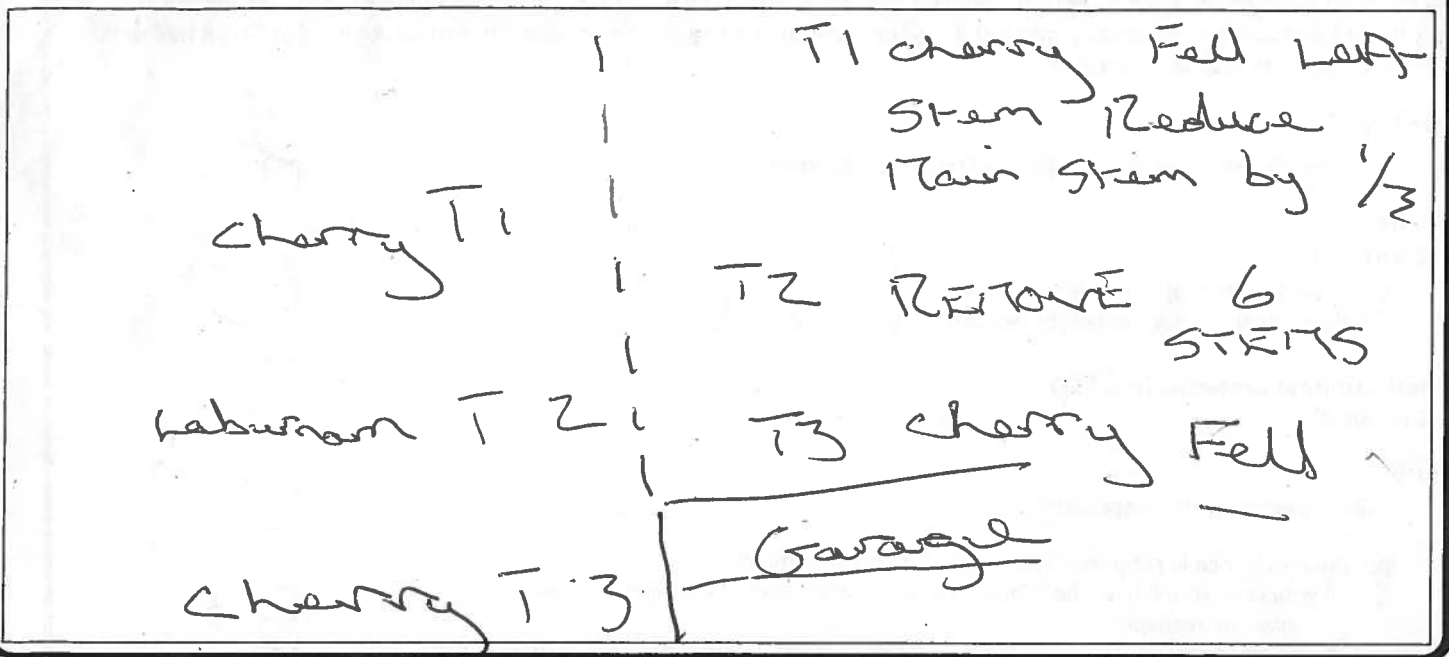 T1 cherry Fell Left
Stem Reduce
Main Stem by 1/3
cherry T1
T2 REMOVE 6
STEMS
Laburnam T2
T3 cherry Fell
Garage
cherry T3